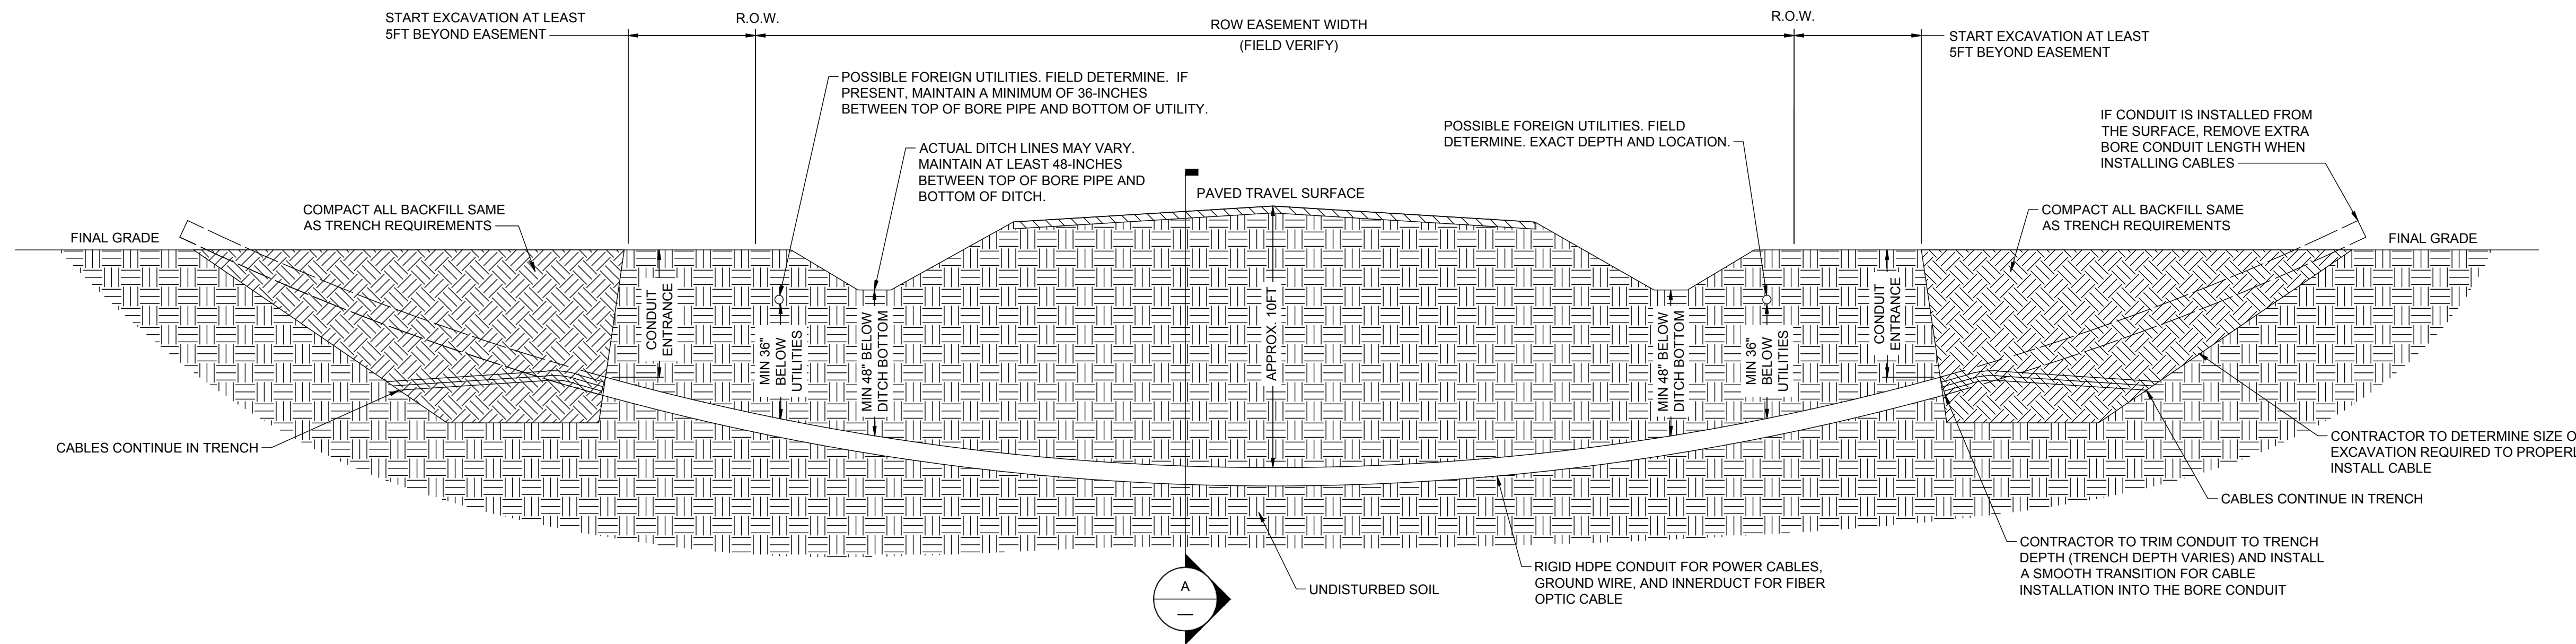 START EXCAVATION AT LEAST
5FT BEYOND EASEMENT
R.O.W.
ROW EASEMENT WIDTH
(FIELD VERIFY)
R.O.W.
START EXCAVATION AT LEAST
5FT BEYOND EASEMENT
POSSIBLE FOREIGN UTILITIES. FIELD DETERMINE. IF
PRESENT, MAINTAIN A MINIMUM OF 36-INCHES
BETWEEN TOP OF BORE PIPE AND BOTTOM OF UTILITY.
ACTUAL DITCH LINES MAY VARY.
MAINTAIN AT LEAST 48-INCHES
BETWEEN TOP OF BORE PIPE AND
BOTTOM OF DITCH.
POSSIBLE FOREIGN UTILITIES. FIELD
DETERMINE. EXACT DEPTH AND LOCATION.
IF CONDUIT IS INSTALLED FROM
THE SURFACE, REMOVE EXTRA
BORE CONDUIT LENGTH WHEN
INSTALLING CABLES
PAVED TRAVEL SURFACE
COMPACT ALL BACKFILL SAME
AS TRENCH REQUIREMENTS
COMPACT ALL BACKFILL SAME
AS TRENCH REQUIREMENTS
FINAL GRADE
FINAL GRADE
CONDUIT
ENTRANCE
MIN 36"
BELOW
UTILITIES
MIN 48" BELOW
DITCH BOTTOM
APPROX. 10FT
MIN 48" BELOW
DITCH BOTTOM
MIN 36"
BELOW
UTILITIES
CONDUIT
ENTRANCE
CABLES CONTINUE IN TRENCH
CONTRACTOR TO DETERMINE SIZE O
EXCAVATION REQUIRED TO PROPERL
INSTALL CABLE
CABLES CONTINUE IN TRENCH
CONTRACTOR TO TRIM CONDUIT TO TRENCH
DEPTH (TRENCH DEPTH VARIES) AND INSTALL
A SMOOTH TRANSITION FOR CABLE
INSTALLATION INTO THE BORE CONDUIT
RIGID HDPE CONDUIT FOR POWER CABLES,
GROUND WIRE, AND INNERDUCT FOR FIBER
OPTIC CABLE
UNDISTURBED SOIL
A
—